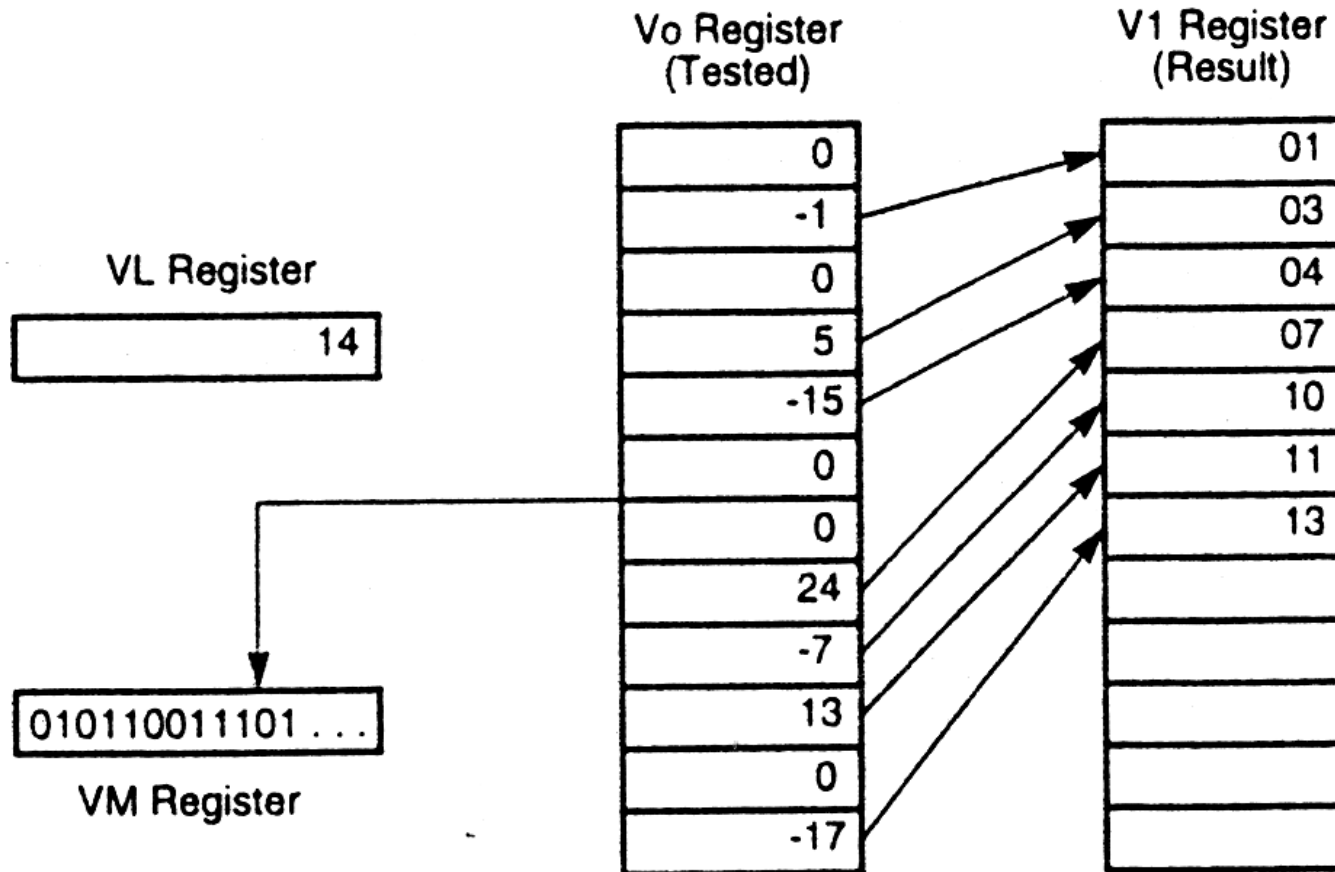 Vo Register
(Tested)
V1 Register
(Result)
VL Register
14
0
-1
0
5
-15
0
0
24
-7
13
0
-17
01
03
04
07
10
11
13
010110011101 . . .
VM Register